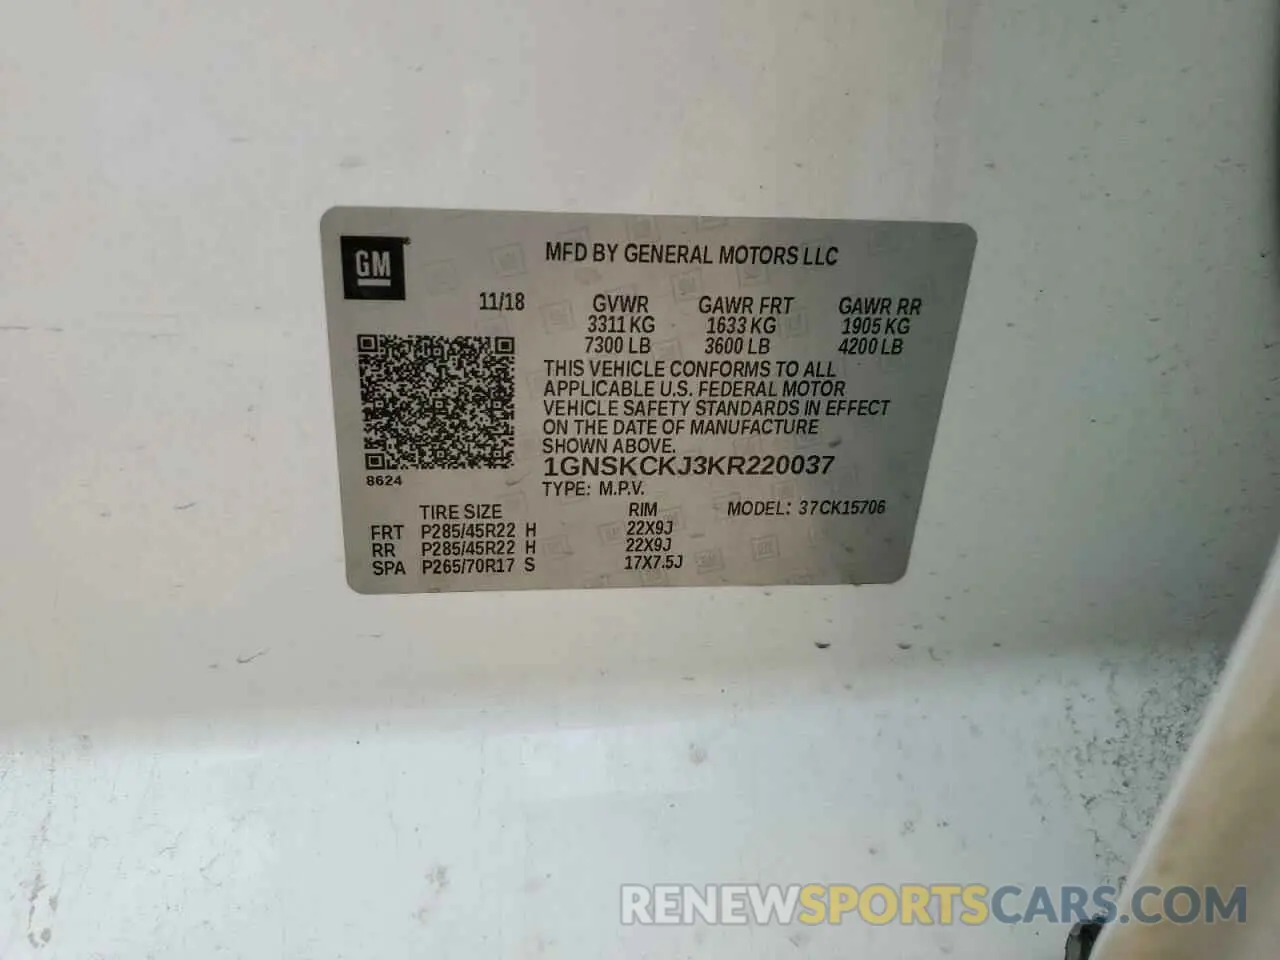 GM
MFD BY GENERAL MOTORS LLC
11/18 GVWR GAWR FRT GAWR RR
3311 KG 1633 KG 1905 KG
7300 LB 3600 LB 4200 LB
THIS VEHICLE CONFORMS TO ALL
APPLICABLE U.S. FEDERAL MOTOR
VEHICLE SAFETY STANDARDS IN EFFECT
ON THE DATE OF MANUFACTURE
SHOWN ABOVE.
1GNSKCKJ3KR220037
8624
TYPE: M.P.V.
TIRE SIZE RIM MODEL: 37CK15706
FRT P285/45R22 H 22X9J
RR P285/45R22 H 22X9J
SPA P265/70R17 S 17X7.5J
RENEWSPORTSCARS.COM